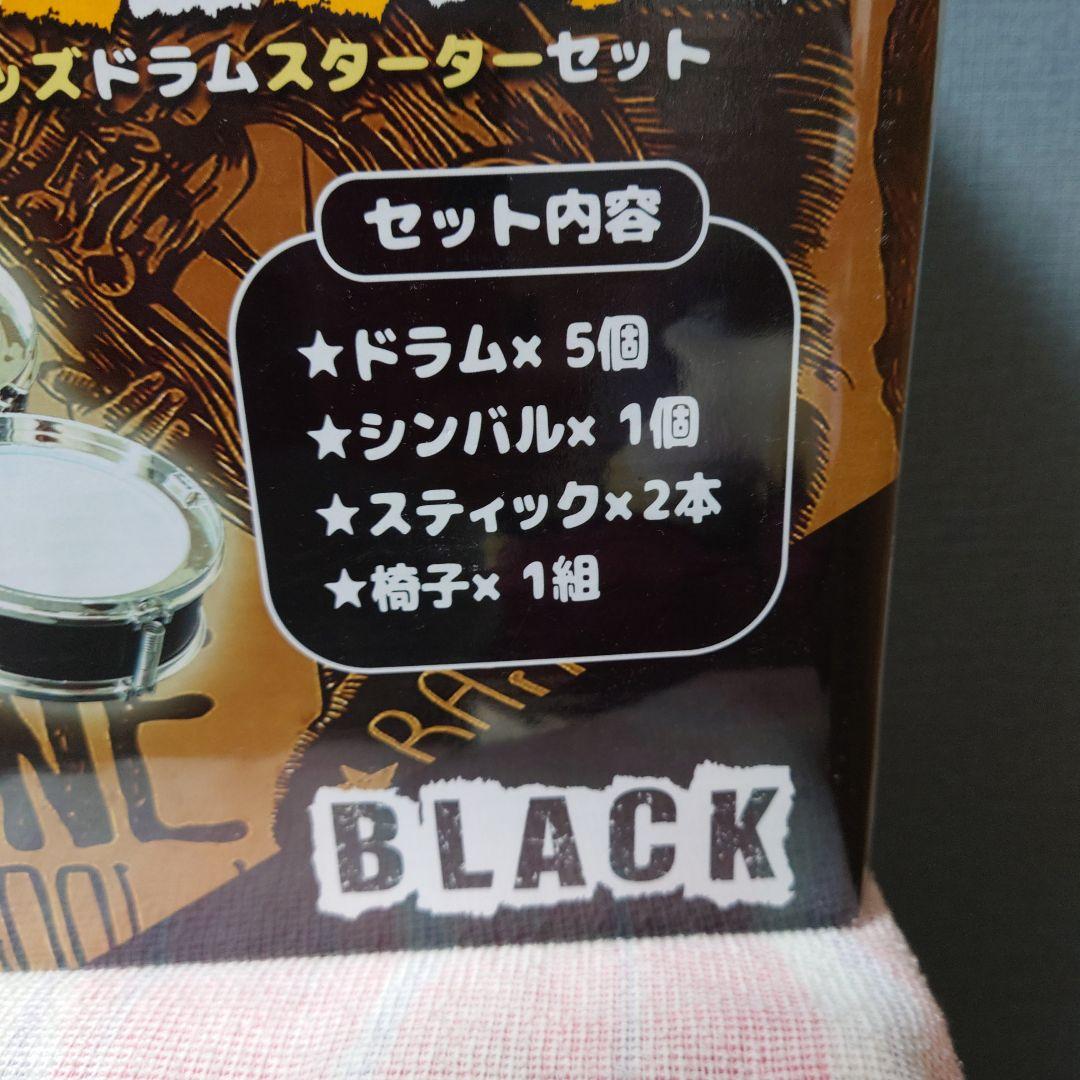 ッズドラムスターターセット
セット内容
★ドラム× 5個
★シンバル× 1個
★スティック×2本
★椅子× 1組
BLACK